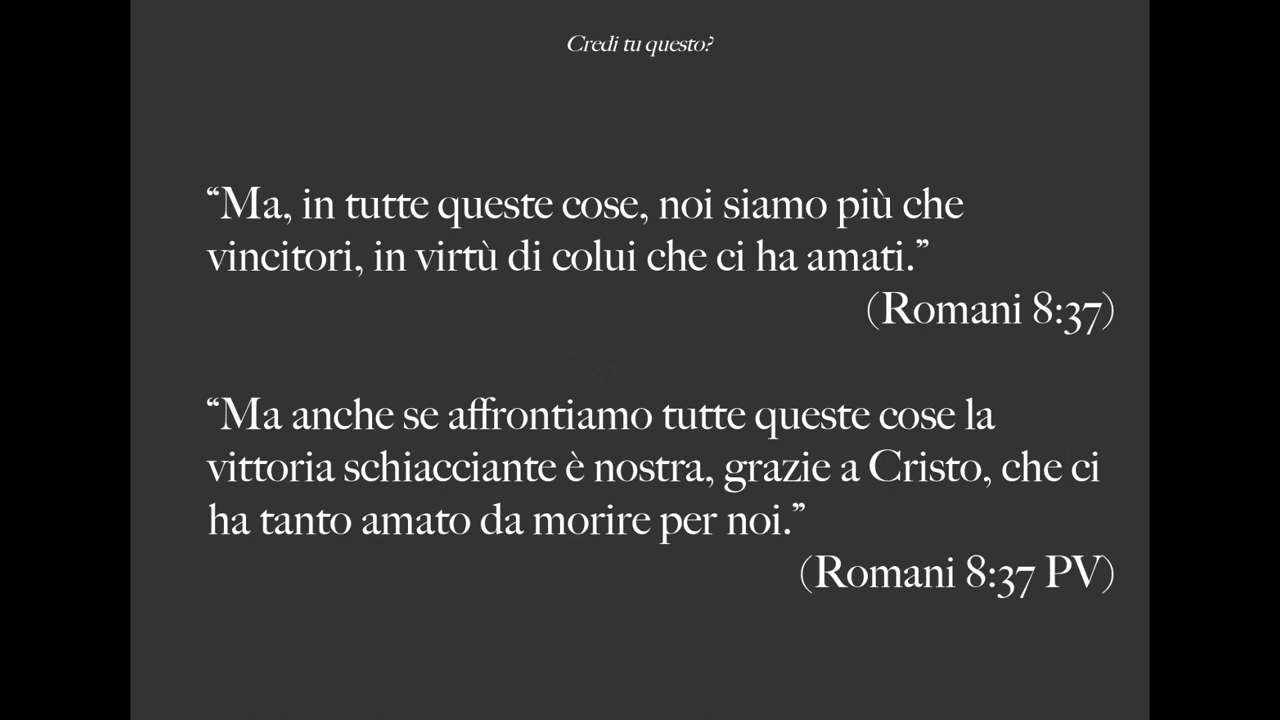 Credi tu questo?
“Ma, in tutte queste cose, noi siamo più che
vincitori, in virtù di colui che ci ha amati.”
(Romani 8:37)
“Ma anche se affrontiamo tutte queste cose la
vittoria schiacciante è nostra, grazie a Cristo, che ci
ha tanto amato da morire per noi.”
(Romani 8:37 PV)